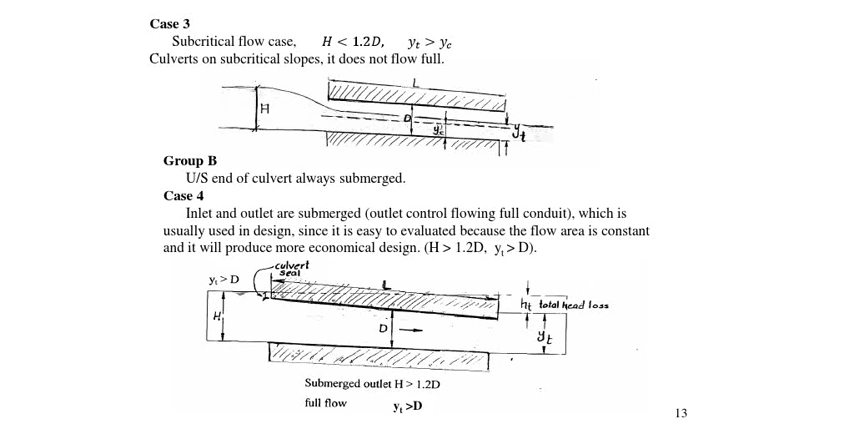 Case 3
Subcritical flow case, H < 1.2D, yt > yc
Culverts on subcritical slopes, it does not flow full.
L
H
D
yc
yt
Group B
U/S end of culvert always submerged.
Case 4
Inlet and outlet are submerged (outlet control flowing full conduit), which is
usually used in design, since it is easy to evaluated because the flow area is constant
and it will produce more economical design. (H > 1.2D, yt > D).
culvert
seal
yt > D
L
ht total head loss
H
D
yt
Submerged outlet H > 1.2D
full flow yt >D
13